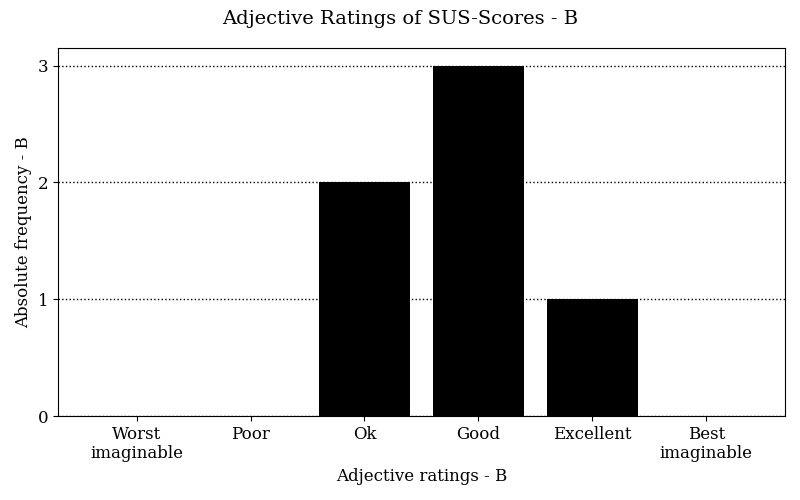 Adjective Ratings of SUS-Scores - B
Absolute frequency - B
3
2
1
0
Worst imaginable
Poor
Ok
Good
Excellent
Best imaginable
Adjective ratings - B